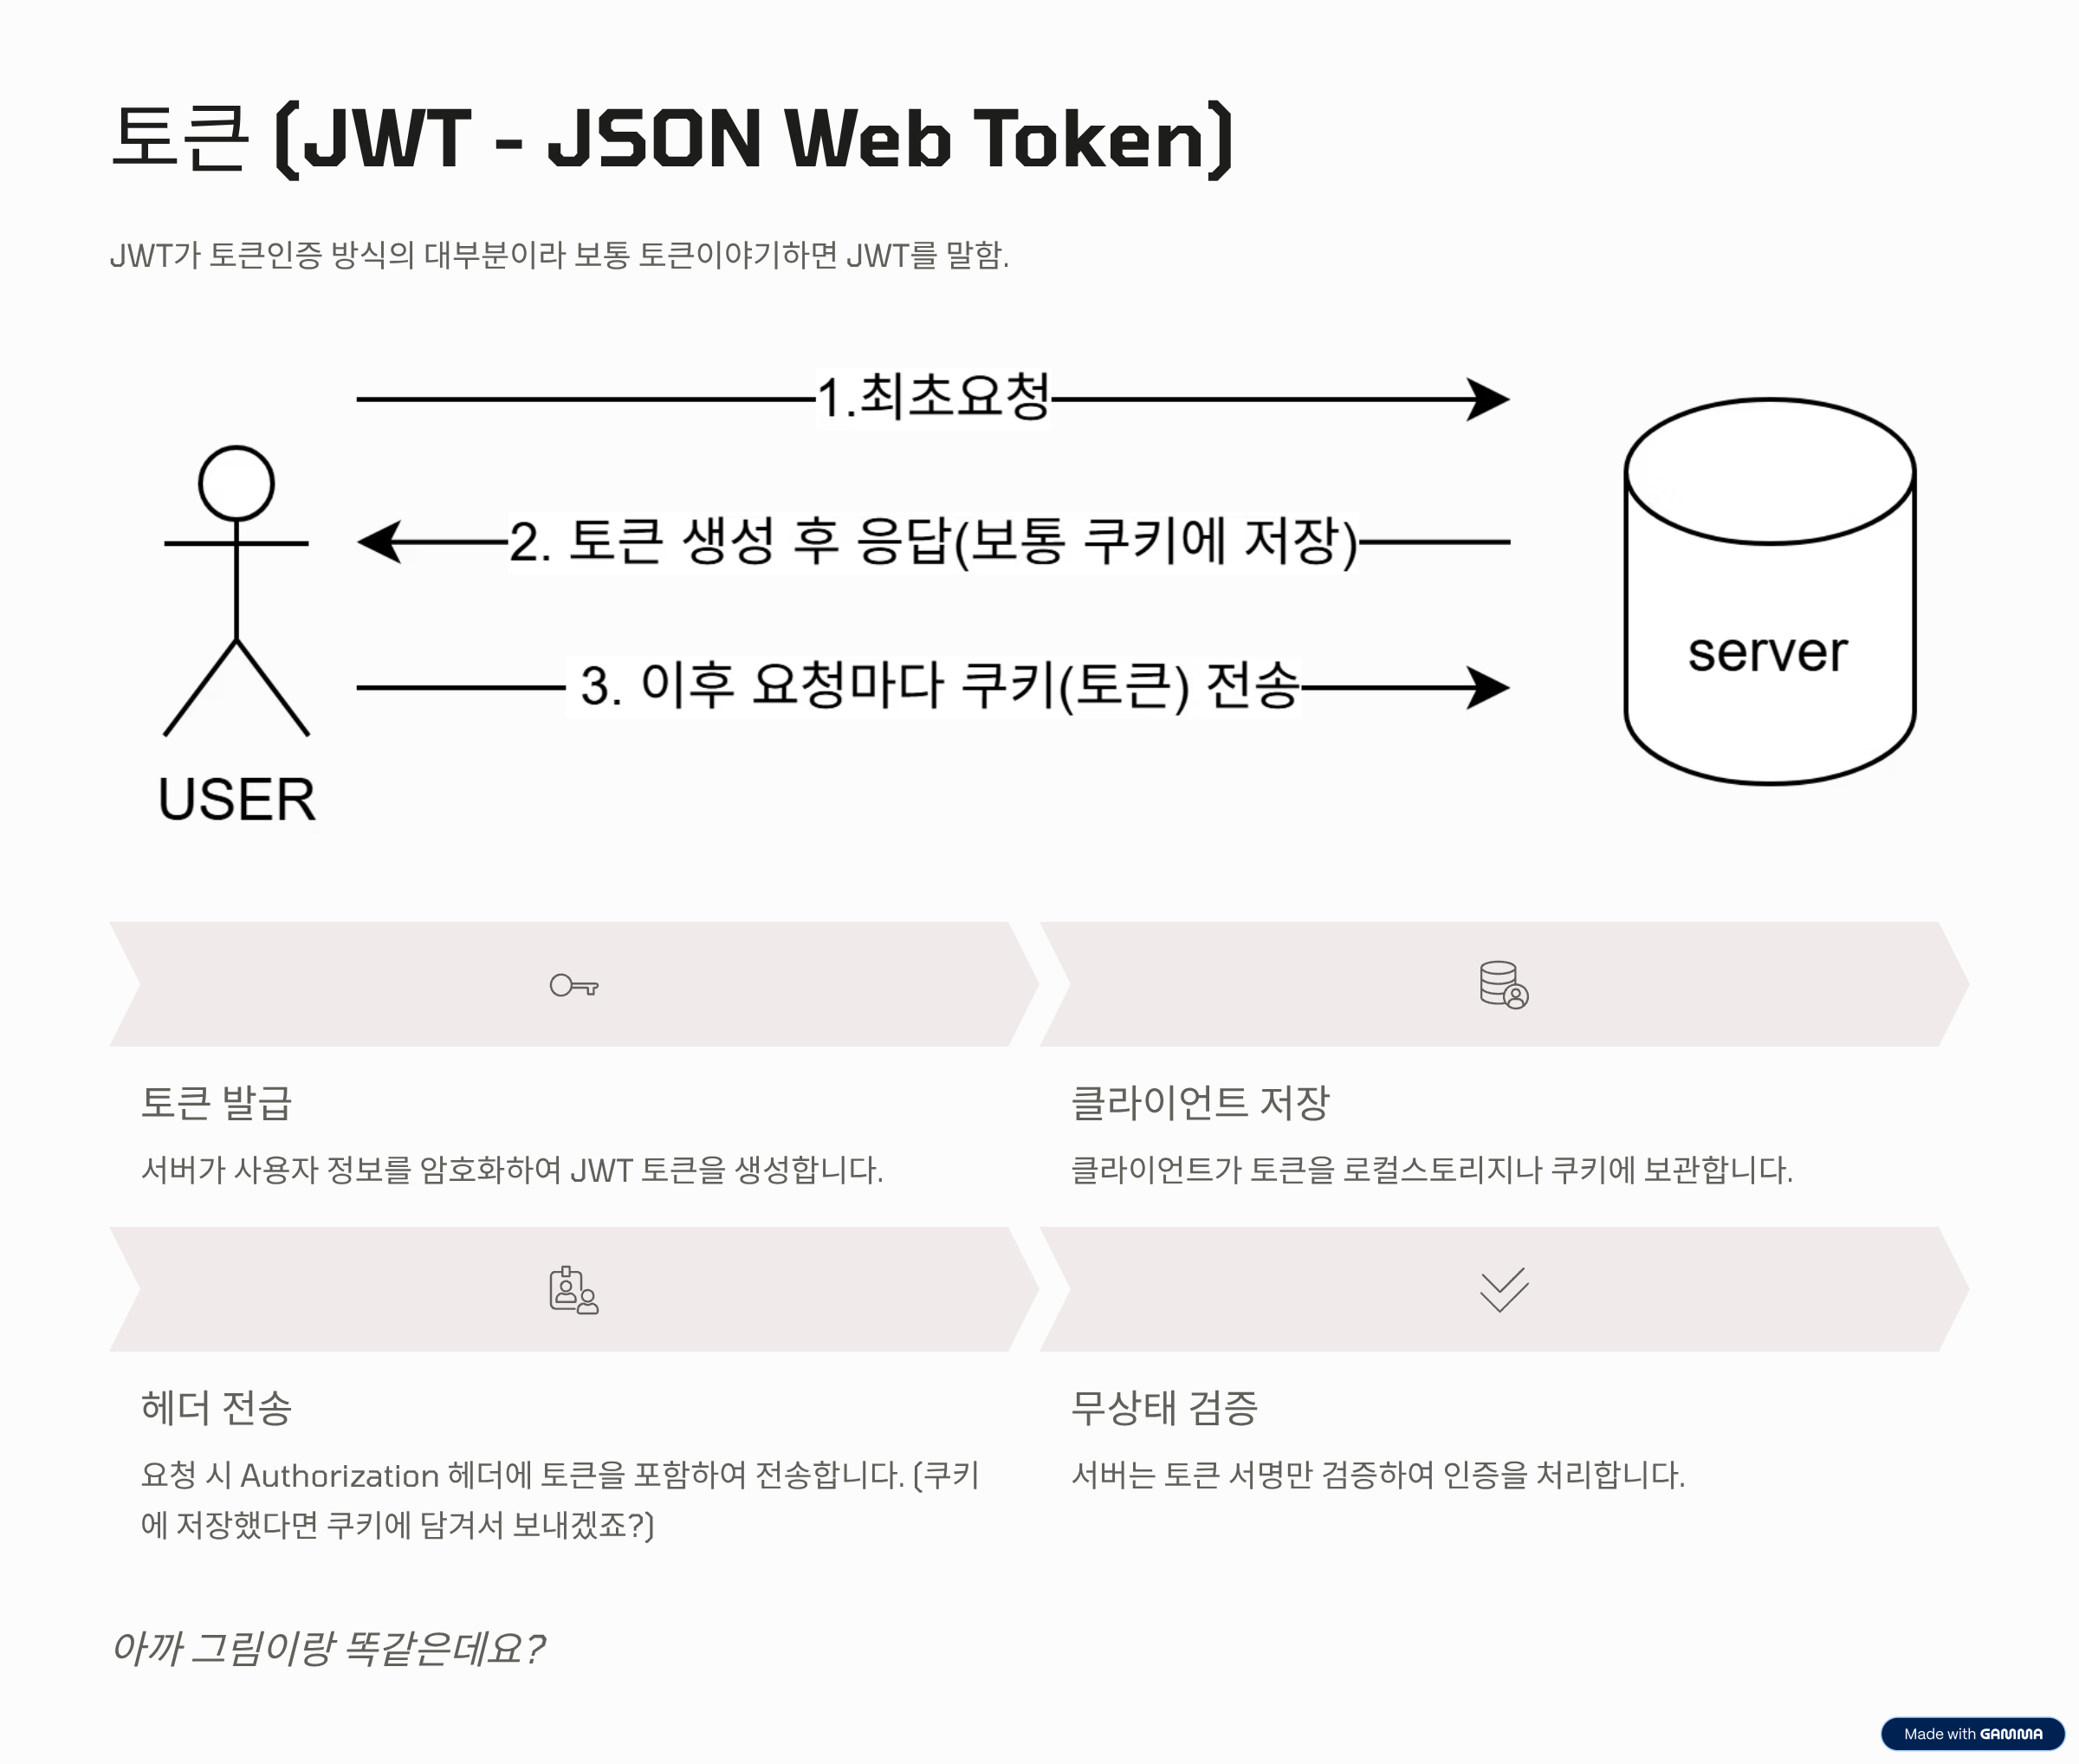 토큰 (JWT - JSON Web Token)
JWT가 토큰인증 방식의 대부분이라 보통 토큰이야기하면 JWT를 말함.
1.최초요청
2. 토큰 생성 후 응답(보통 쿠키에 저장)
3. 이후 요청마다 쿠키(토큰) 전송
USER
server
토큰 발급
서버가 사용자 정보를 암호화하여 JWT 토큰을 생성합니다.
클라이언트 저장
클라이언트가 토큰을 로컬스토리지나 쿠키에 보관합니다.
헤더 전송
요청 시 Authorization 헤더에 토큰을 포함하여 전송합니다. (쿠키
에 저장했다면 쿠키에 담겨서 보내겠죠?)
무상태 검증
서버는 토큰 서명만 검증하여 인증을 처리합니다.
아까 그림이랑 똑같은데요?
Made with GAMMA